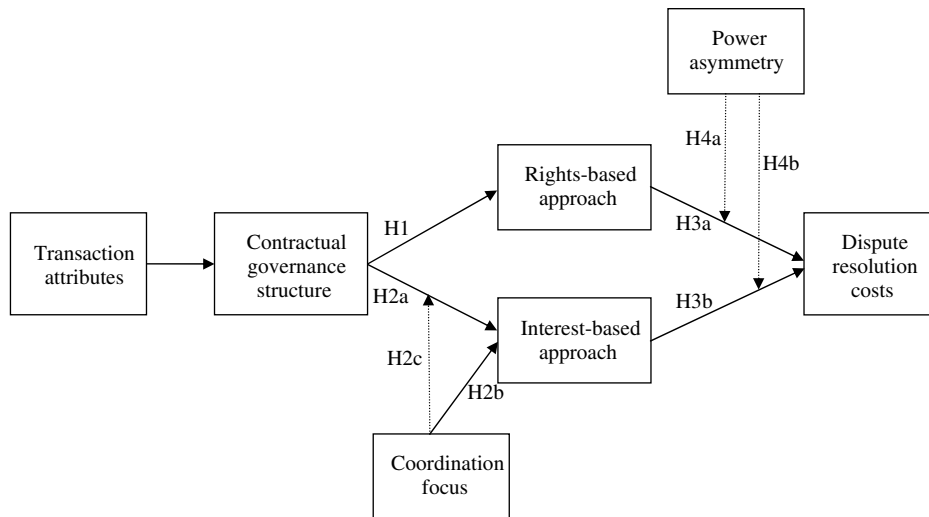 Power
asymmetry
H4a
H4b
Rights-based
approach
H1
H3a
Transaction
attributes
Contractual
governance
structure
Dispute
resolution
costs
H2a
H3b
Interest-based
approach
H2c
H2b
Coordination
focus